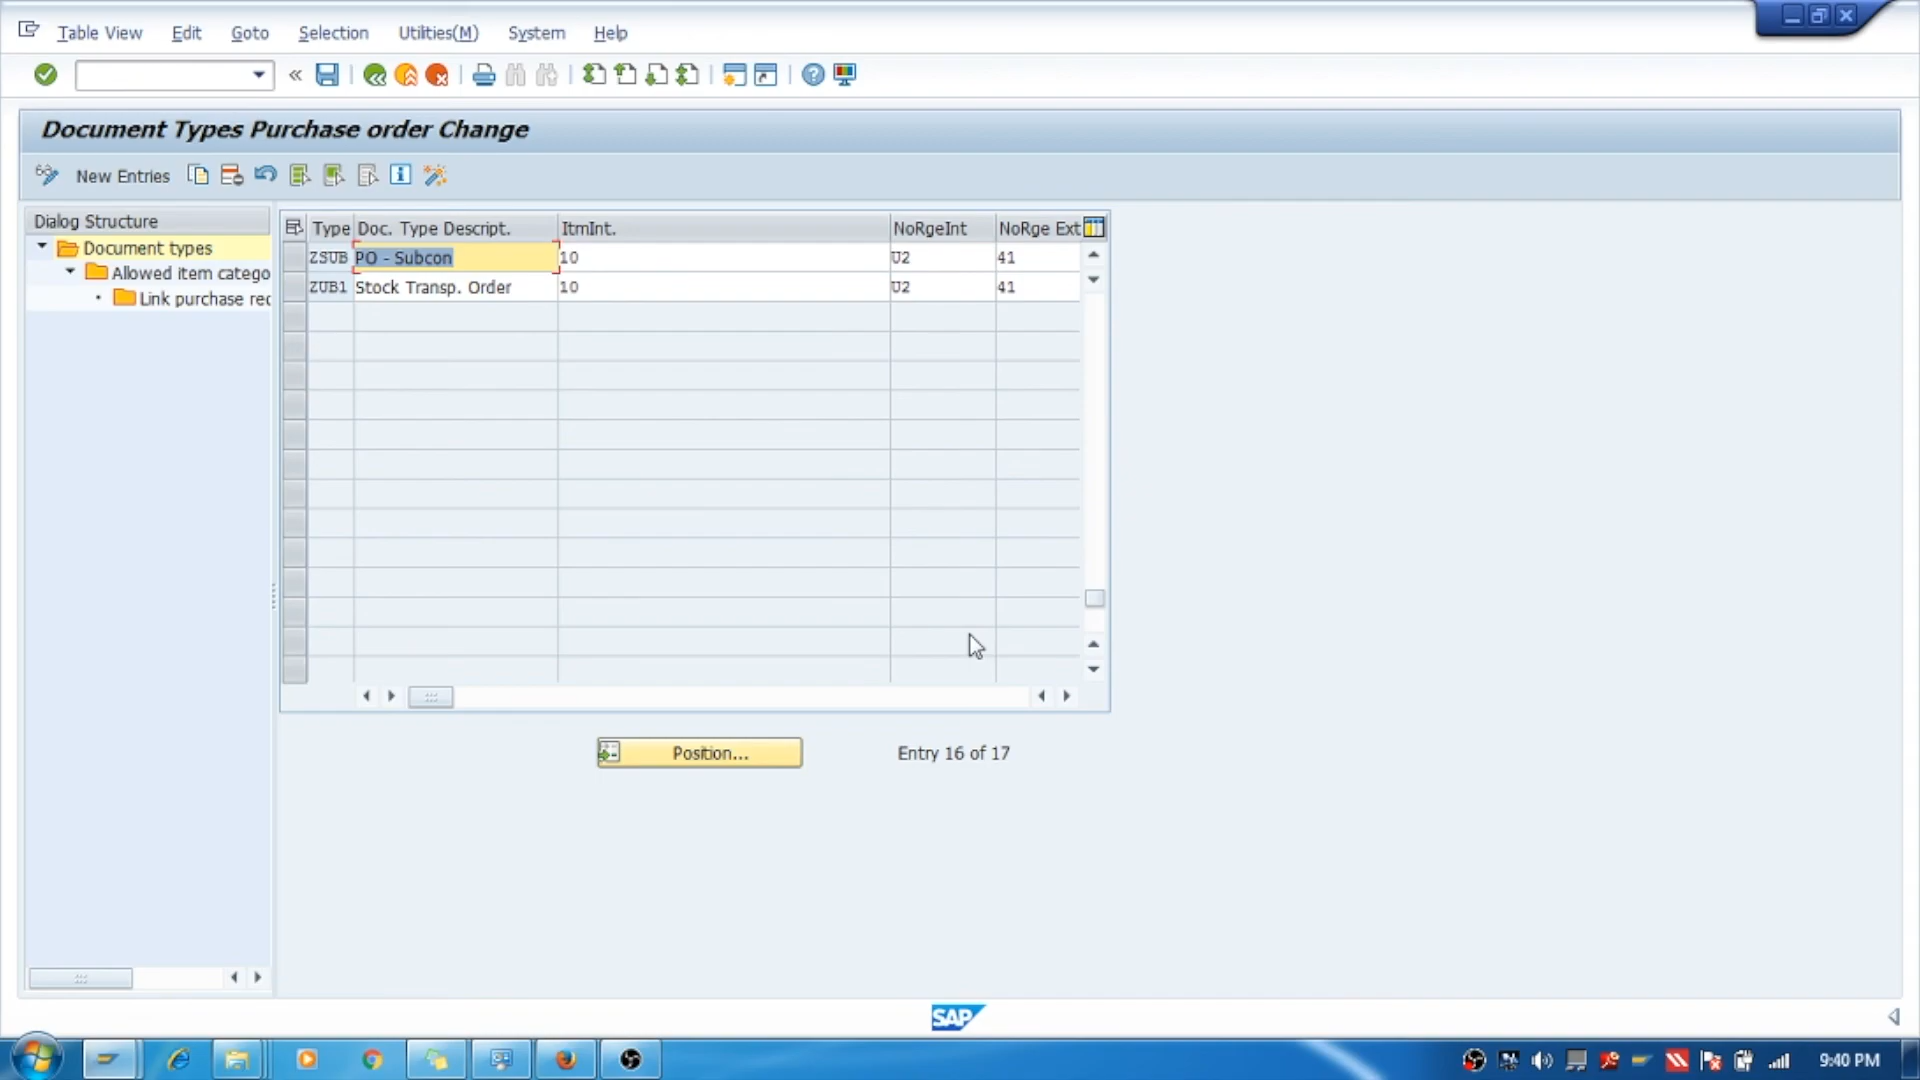 Table View Edit Goto Selection Utilities(M) System Help
Document Types Purchase order Change
New Entries
Dialog Structure
Document types
Allowed item catego
Link purchase rec
Type Doc. Type Descript. ItmInt. NoRgeInt NoRge Ext
ZSUB PO - Subcon 10 U2 41
ZUB1 Stock Transp. Order 10 U2 41
Position... Entry 16 of 17
SAP
9:40 PM